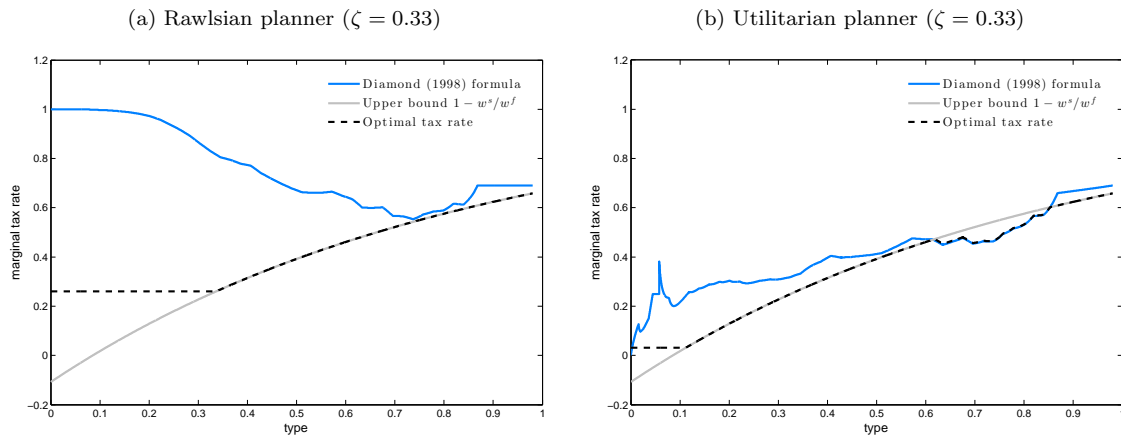 (a) Rawlsian planner (ζ = 0.33)
1.2
1
0.8
0.6
0.4
0.2
0
−0.2
marginal tax rate
Diamond (1998) formula
Upper bound 1 − w^s/w^f
Optimal tax rate
0 0.1 0.2 0.3 0.4 0.5 0.6 0.7 0.8 0.9 1
type
(b) Utilitarian planner (ζ = 0.33)
1.2
1
0.8
0.6
0.4
0.2
0
−0.2
marginal tax rate
Diamond (1998) formula
Upper bound 1 − w^s/w^f
Optimal tax rate
0 0.1 0.2 0.3 0.4 0.5 0.6 0.7 0.8 0.9 1
type